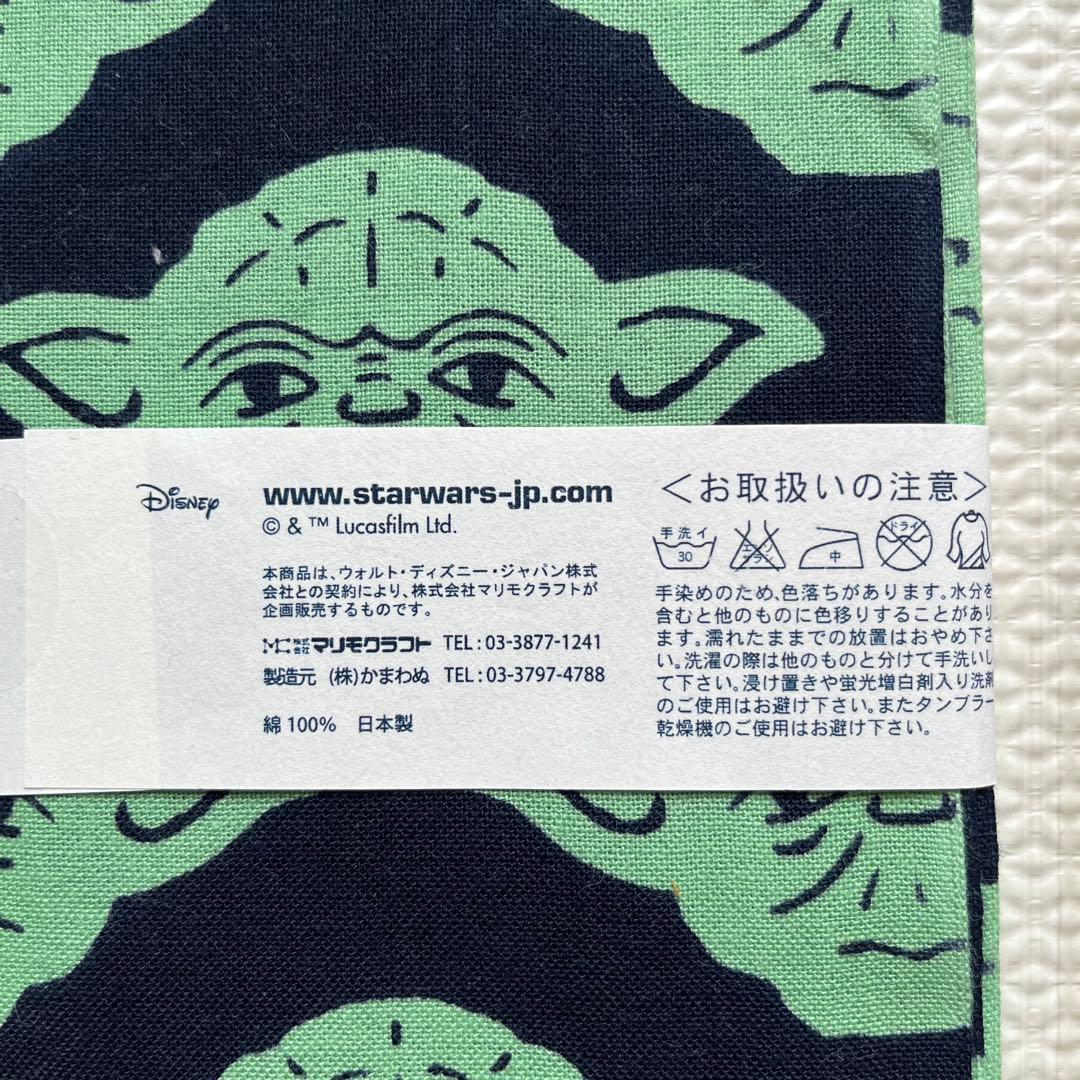 Disney
www.starwars-jp.com
© & ™ Lucasfilm Ltd.
本商品は、ウォルト・ディズニー・ジャパン株式
会社との契約により、株式会社マリモクラフトが
企画販売するものです。
MC 株式会社 マリモクラフト TEL : 03-3877-1241
製造元 (株)かまわぬ TEL : 03-3797-4788
綿 100% 日本製
＜お取扱いの注意＞
手洗イ
30
エンソサラシ
中
ドライ
手染めのため、色落ちがあります。水分を
含むと他のものに色移りすることがあり
ます。濡れたままでの放置はおやめ下さ
い。洗濯の際は他のものと分けて手洗いし
て下さい。浸け置きや蛍光増白剤入り洗剤
のご使用はお避け下さい。またタンブラー
乾燥機のご使用はお避け下さい。